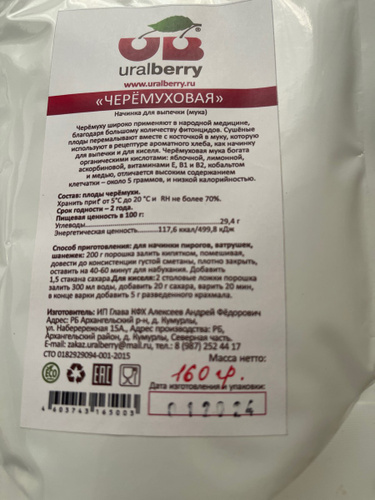 UB
uralberry
www.uralberry.ru
«ЧЕРЁМУХОВАЯ»
Начинка для выпечки (мука)
Черёмуху широко применяют в народной медицине,
благодаря большому количеству фитонцидов. Сушёные
плоды перемалывают вместе с косточкой в муку, которую
используют в рецептуре ароматного хлеба, как начинку
для выпечки и для киселя. Черёмуховая мука богата
органическими кислотами: яблочной, лимонной,
аскорбиновой, витаминами Е, В1 и В2, кобальтом
и медью, отличается высоким содержанием
клетчатки – около 5 граммов, и низкой калорийностью.
Состав: плоды черёмухи.
Хранить при t° от 5°С до 20 °С и RH не более 70%.
Срок годности – 2 года.
Пищевая ценность в 100 г:
Углеводы 29,4 г
Энергетическая ценность 117,6 ккал/499,8 кДж
Способ приготовления: для начинки пирогов, ватрушек,
шанежек: 200 г порошка залить кипятком, помешивая,
довести до консистенции густой сметаны, плотно закрыть,
оставить на 40-60 минут для набухания. Добавить
1,5 стакана сахара. Для киселя: 2 столовые ложки порошка
залить 300 мл воды, добавить 20 г сахара, варить 20 мин,
в конце варки добавить 5 г разведенного крахмала.
Изготовитель: ИП Глава КФХ Алексеев Андрей Фёдорович
Адрес: РБ Архангельский р-н, д. Кумурлы,
ул. Набережная 15А., Адрес производства: РБ,
Архангельский район, д. Кумурлы, Северная часть.
E-mail: zakaz.uralberry@mail.ru, тел.: 8 (987) 252 44 17
СТО 0182929094-001-2015
Масса нетто:
ECO EAC 160 гр.
Дата изготовления и упаковки:
4 603743 165003
012024